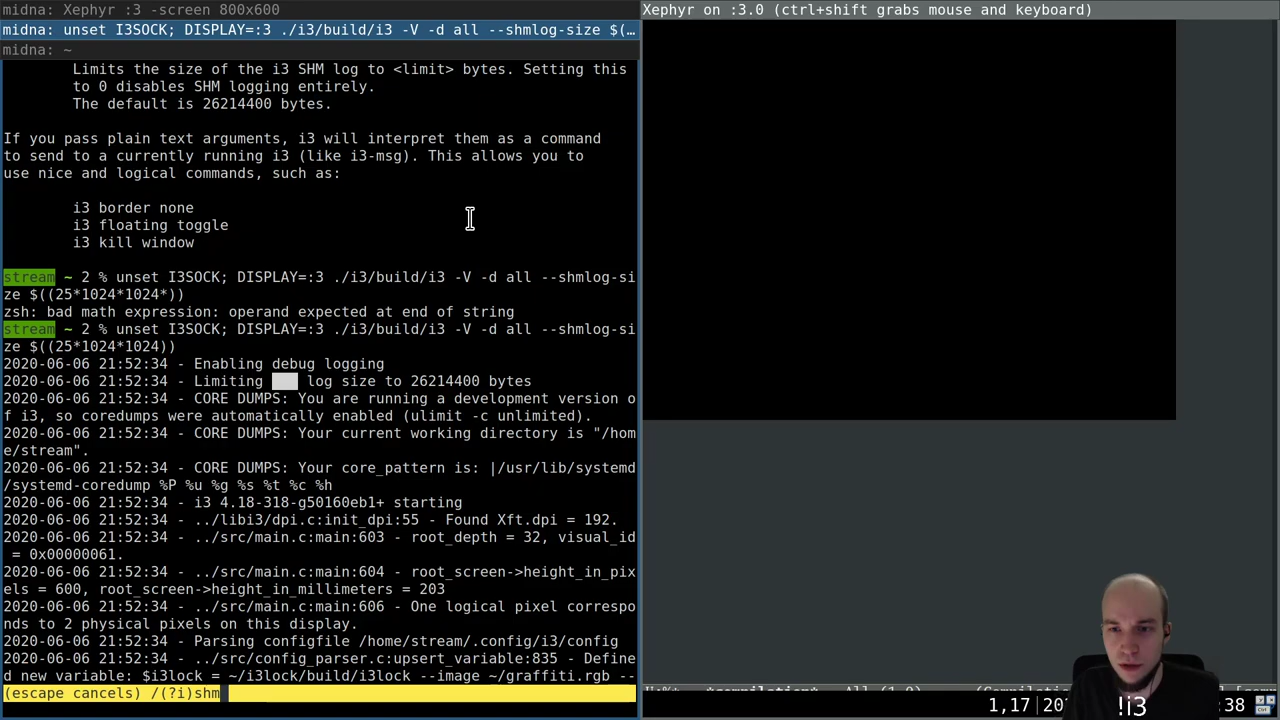 midna: Xephyr :3 -screen 800x600
midna: unset I3SOCK; DISPLAY=:3 ./i3/build/i3 -V -d all --shmlog-size $(…
midna: ~
Limits the size of the i3 SHM log to <limit> bytes. Setting this
to 0 disables SHM logging entirely.
The default is 26214400 bytes.
If you pass plain text arguments, i3 will interpret them as a command
to send to a currently running i3 (like i3-msg). This allows you to
use nice and logical commands, such as:
i3 border none
i3 floating toggle
i3 kill window
stream ~ 2 % unset I3SOCK; DISPLAY=:3 ./i3/build/i3 -V -d all --shmlog-si
ze $((25*1024*1024*))
zsh: bad math expression: operand expected at end of string
stream ~ 2 % unset I3SOCK; DISPLAY=:3 ./i3/build/i3 -V -d all --shmlog-si
ze $((25*1024*1024))
2020-06-06 21:52:34 - Enabling debug logging
2020-06-06 21:52:34 - Limiting log size to 26214400 bytes
2020-06-06 21:52:34 - CORE DUMPS: You are running a development version o
f i3, so coredumps were automatically enabled (ulimit -c unlimited).
2020-06-06 21:52:34 - CORE DUMPS: Your current working directory is "/hom
e/stream".
2020-06-06 21:52:34 - CORE DUMPS: Your core_pattern is: |/usr/lib/systemd
/systemd-coredump %P %u %g %s %t %c %h
2020-06-06 21:52:34 - i3 4.18-318-g50160eb1+ starting
2020-06-06 21:52:34 - ../libi3/dpi.c:init_dpi:55 - Found Xft.dpi = 192.
2020-06-06 21:52:34 - ../src/main.c:main:603 - root_depth = 32, visual_id
= 0x00000061.
2020-06-06 21:52:34 - ../src/main.c:main:604 - root_screen->height_in_pix
els = 600, root_screen->height_in_millimeters = 203
2020-06-06 21:52:34 - ../src/main.c:main:606 - One logical pixel correspo
nds to 2 physical pixels on this display.
2020-06-06 21:52:34 - Parsing configfile /home/stream/.config/i3/config
2020-06-06 21:52:34 - ../src/config_parser.c:upsert_variable:835 - Define
d new variable: $i3lock = ~/i3lock/build/i3lock --image ~/graffiti.rgb --
(escape cancels) /(?i)shm
Xephyr on :3.0 (ctrl+shift grabs mouse and keyboard)
1,17 |20
!i3
38